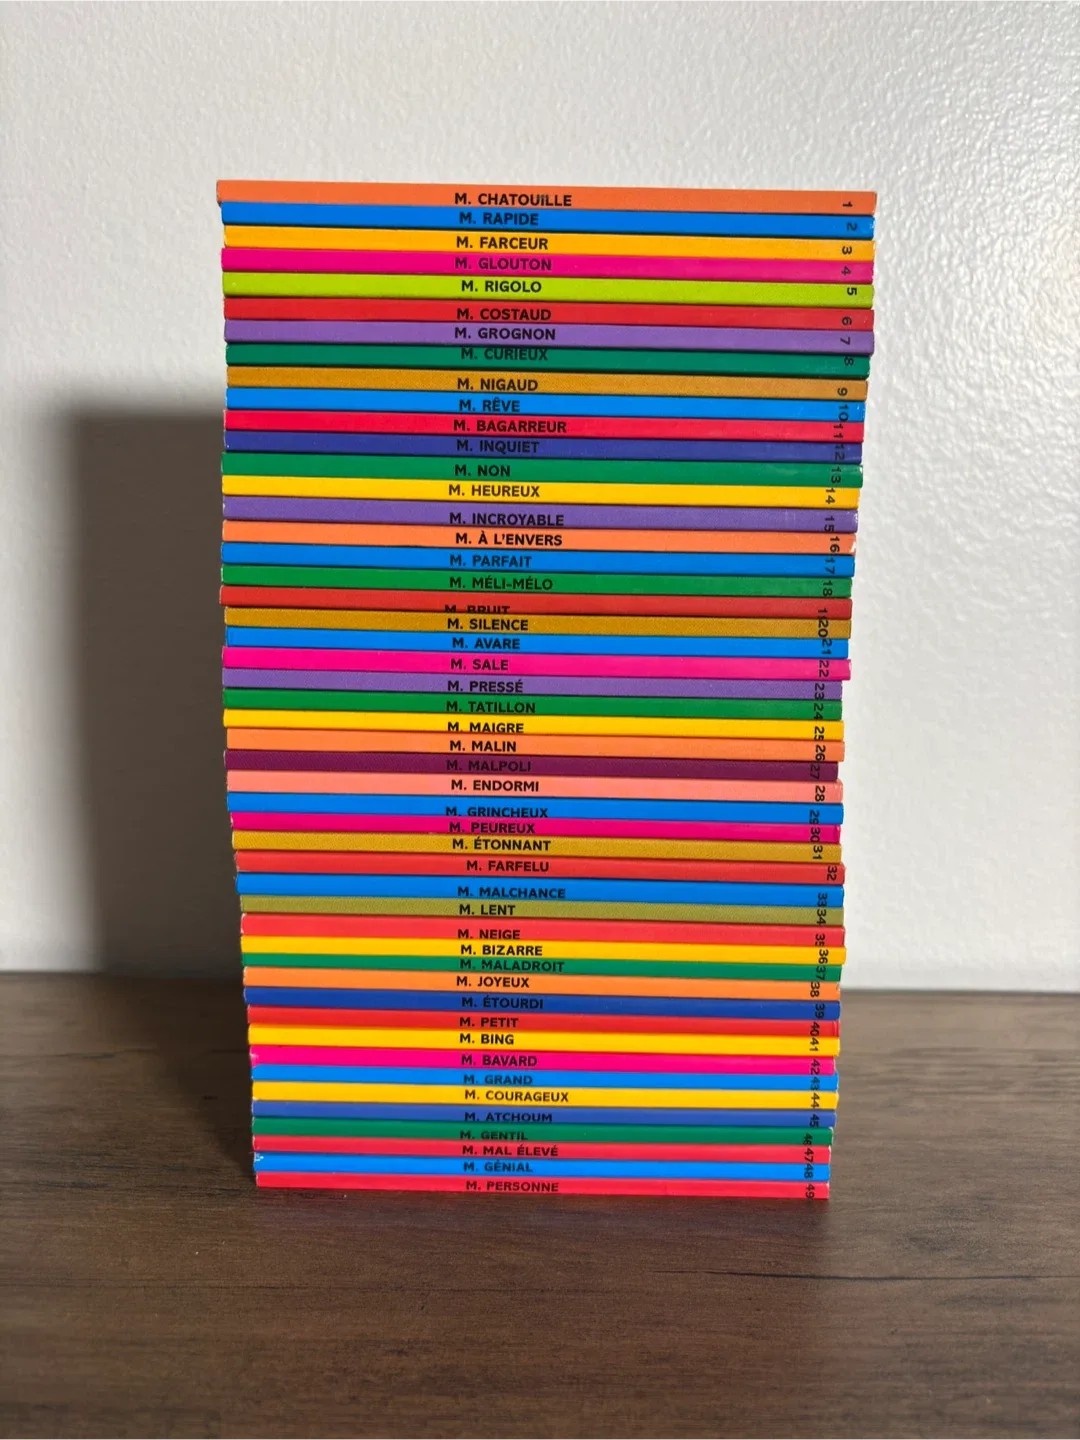 M. CHATOUILLE 1
M. RAPIDE 2
M. FARCEUR 3
M. GLOUTON 4
M. RIGOLO 5
M. COSTAUD 6
M. GROGNON 7
M. CURIEUX 8
M. NIGAUD 9
M. RÊVE 10
M. BAGARREUR 11
M. INQUIET 12
M. NON 13
M. HEUREUX 14
M. INCROYABLE 15
M. À L'ENVERS 16
M. PARFAIT 17
M. MÉLI-MÉLO 18
M. BRUIT 19
M. SILENCE 20
M. AVARE 21
M. SALE 22
M. PRESSÉ 23
M. TATILLON 24
M. MAIGRE 25
M. MALIN 26
M. MALPOLI 27
M. ENDORMI 28
M. GRINCHEUX 29
M. PEUREUX 30
M. ÉTONNANT 31
M. FARFELU 32
M. MALCHANCE 33
M. LENT 34
M. NEIGE 35
M. BIZARRE 36
M. MALADROIT 37
M. JOYEUX 38
M. ÉTOURDI 39
M. PETIT 40
M. BING 41
M. BAVARD 42
M. GRAND 43
M. COURAGEUX 44
M. ATCHOUM 45
M. GENTIL 46
M. MAL ÉLEVÉ 47
M. GÉNIAL 48
M. PERSONNE 49